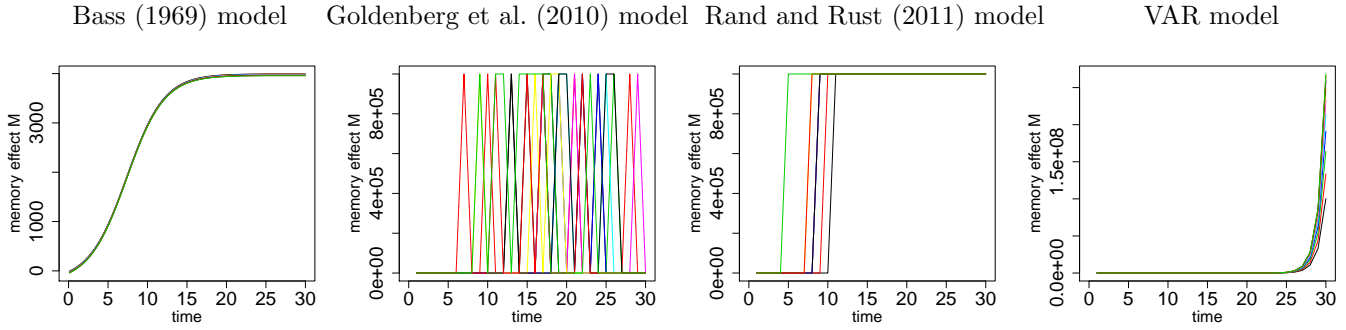 Bass (1969) model
Goldenberg et al. (2010) model
Rand and Rust (2011) model
VAR model
memory effect M
0 1000 3000
0 5 10 15 20 25 30
time
memory effect M
0e+00 4e+05 8e+05
0 5 10 15 20 25 30
time
memory effect M
0e+00 4e+05 8e+05
0 5 10 15 20 25 30
time
memory effect M
0.0e+00 1.5e+08
0 5 10 15 20 25 30
time